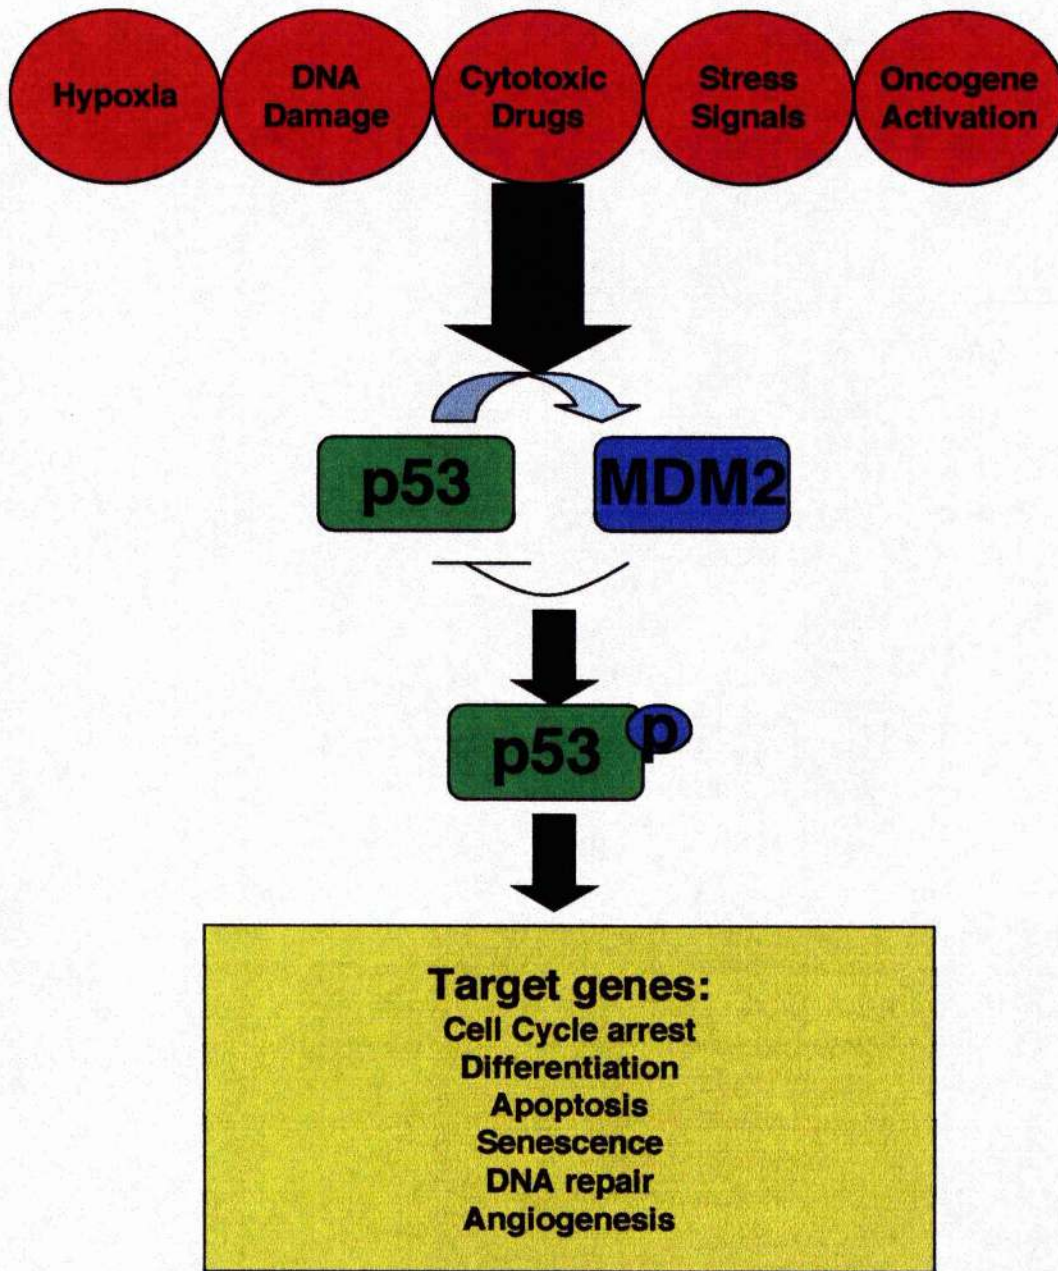 Hypoxia
DNA
Damage
Cytotoxic
Drugs
Stress
Signals
Oncogene
Activation
p53
MDM2
p53
p
Target genes:
Cell Cycle arrest
Differentiation
Apoptosis
Senescence
DNA repair
Angiogenesis